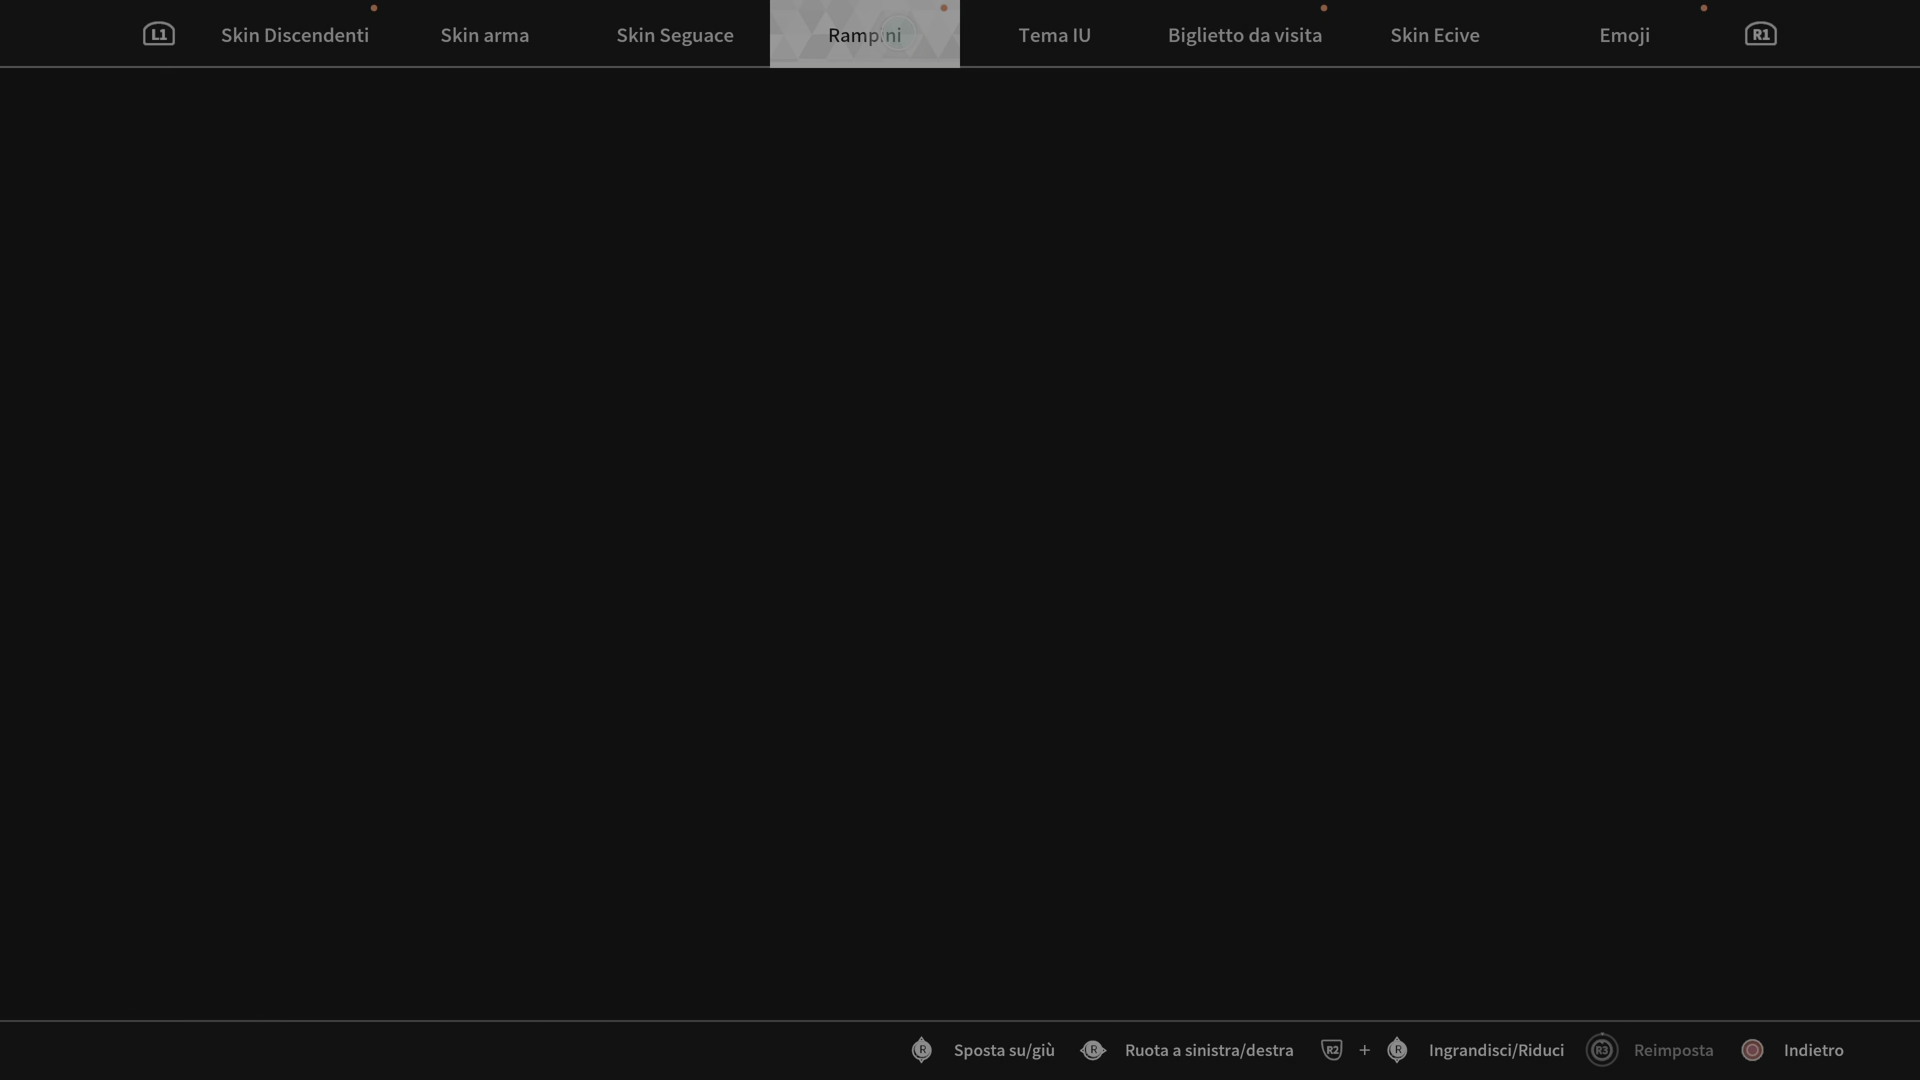 L1 Skin Discendenti Skin arma Skin Seguace Rampini Tema IU Biglietto da visita Skin Ecive Emoji R1
R Sposta su/giù R Ruota a sinistra/destra R2 + R Ingrandisci/Riduci R3 Reimposta Indietro